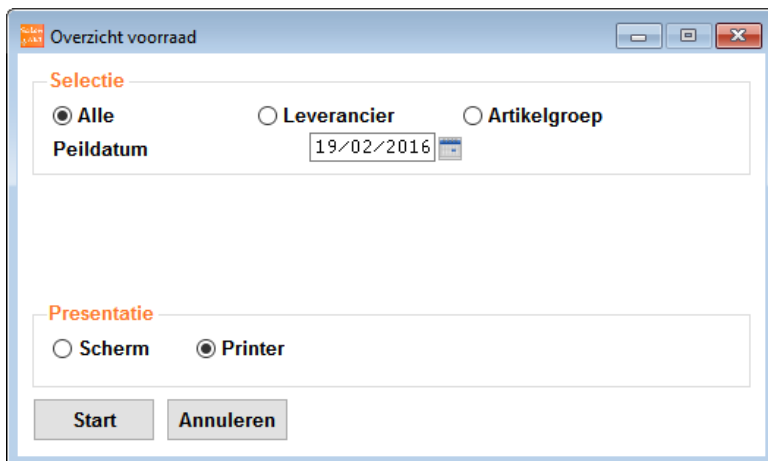 Overzicht voorraad
Selectie
Alle Leverancier Artikelgroep
Peildatum 19/02/2016
Presentatie
Scherm Printer
Start Annuleren